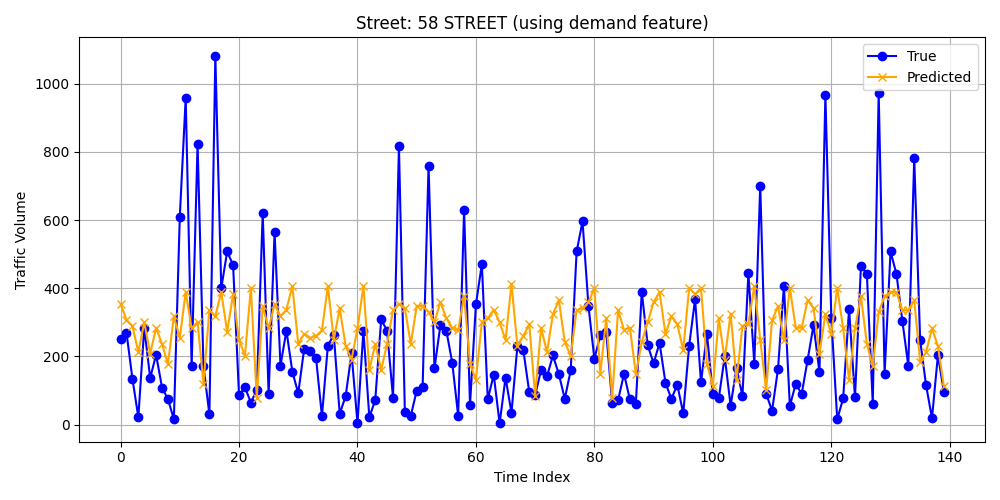 Street: 58 STREET (using demand feature)
True
Predicted
Traffic Volume
1000
800
600
400
200
0
0 20 40 60 80 100 120 140
Time Index